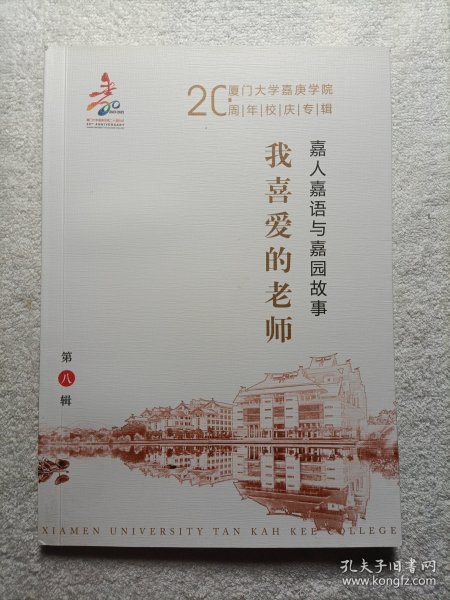 厦门大学嘉庚学院
20周年校庆专辑
嘉人嘉语与嘉园故事
我喜爱的老师
第八辑
XIAMEN UNIVERSITY TAN KAH KEE COLLEGE
孔夫子旧书网
www.kongfz.com